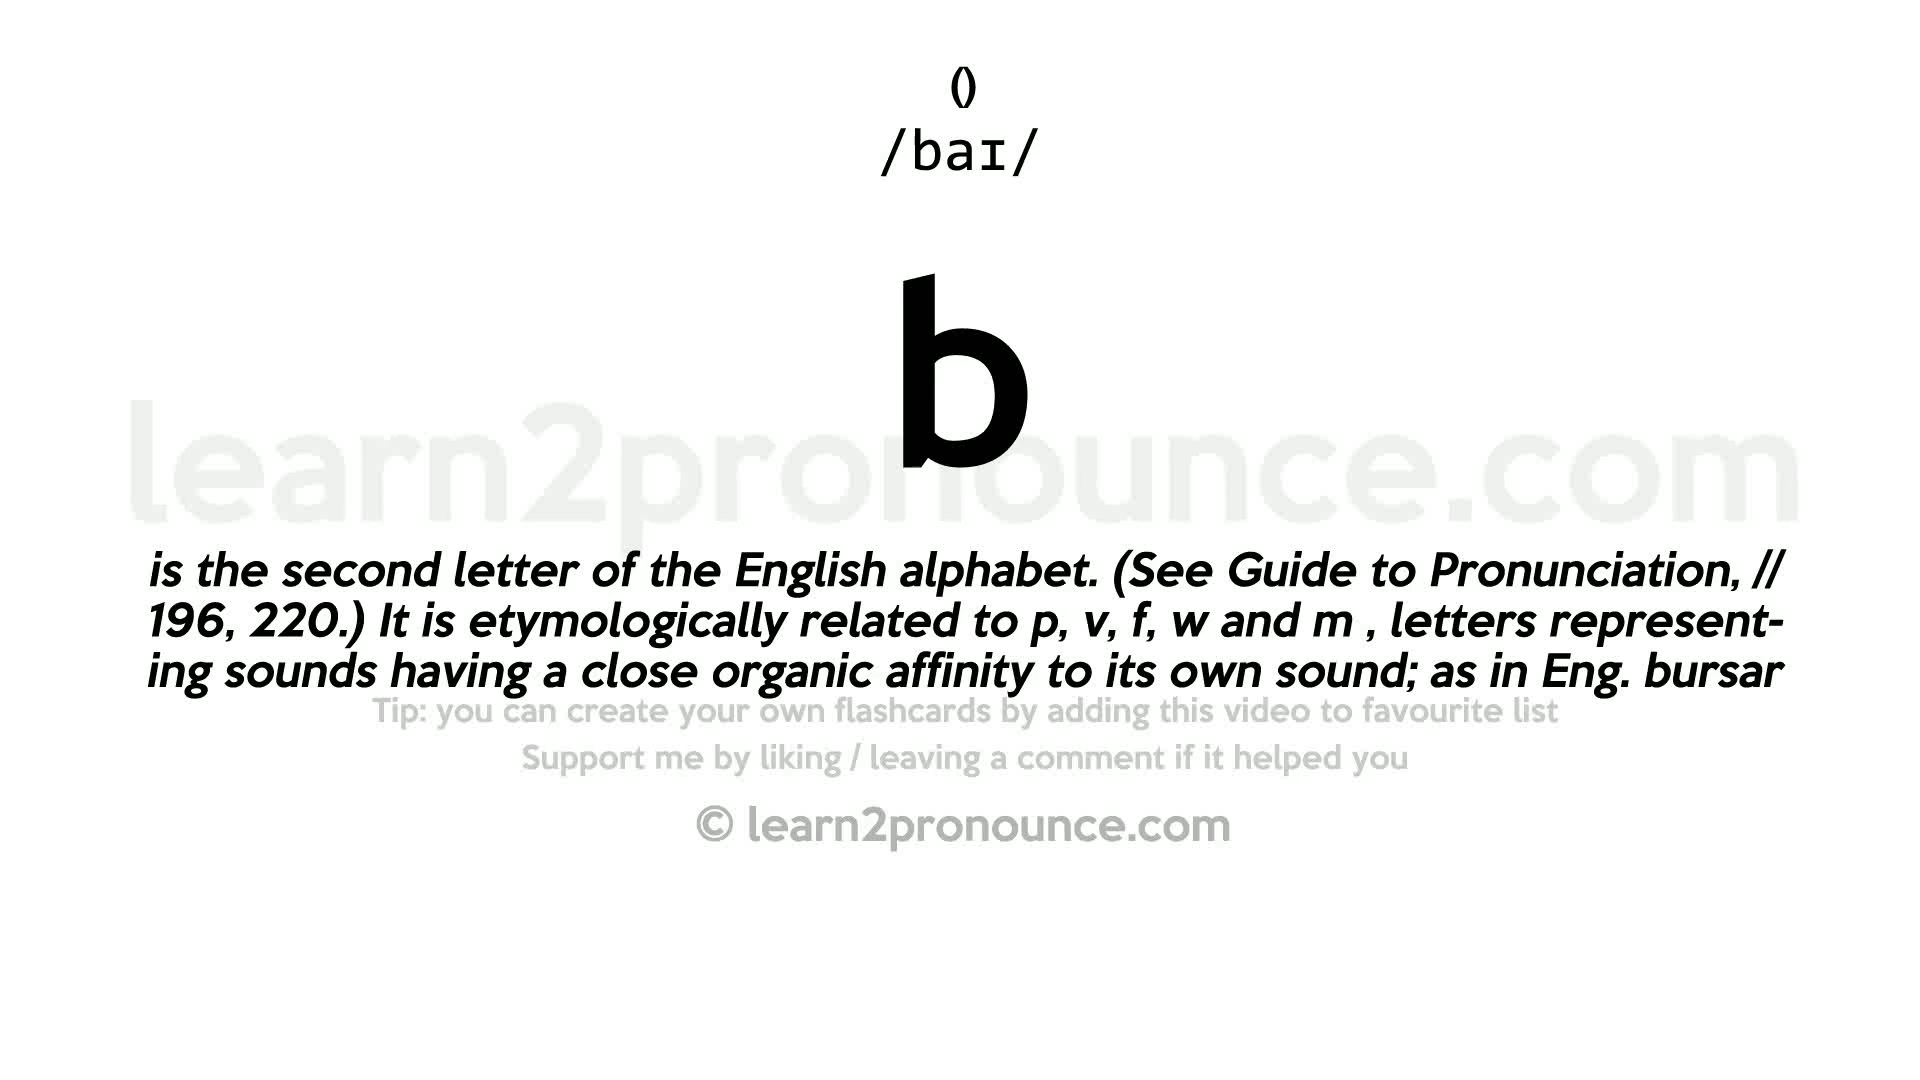 ()
/baɪ/
b
learn2pronounce.com
is the second letter of the English alphabet. (See Guide to Pronunciation, //
196, 220.) It is etymologically related to p, v, f, w and m , letters represent-
ing sounds having a close organic affinity to its own sound; as in Eng. bursar
Tip: you can create your own flashcards by adding this video to favourite list
Support me by liking / leaving a comment if it helped you
© learn2pronounce.com